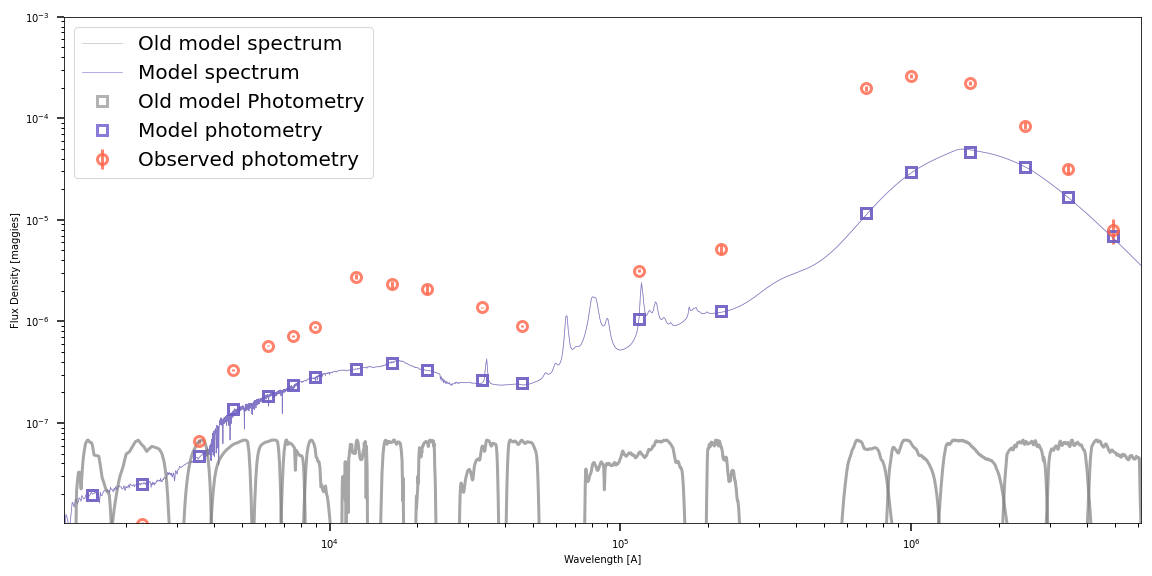 Old model spectrum
Model spectrum
Old model Photometry
Model photometry
Observed photometry
10⁻³
10⁻⁴
10⁻⁵
10⁻⁶
10⁻⁷
Flux Density [maggies]
10⁴
10⁵
10⁶
Wavelength [A]